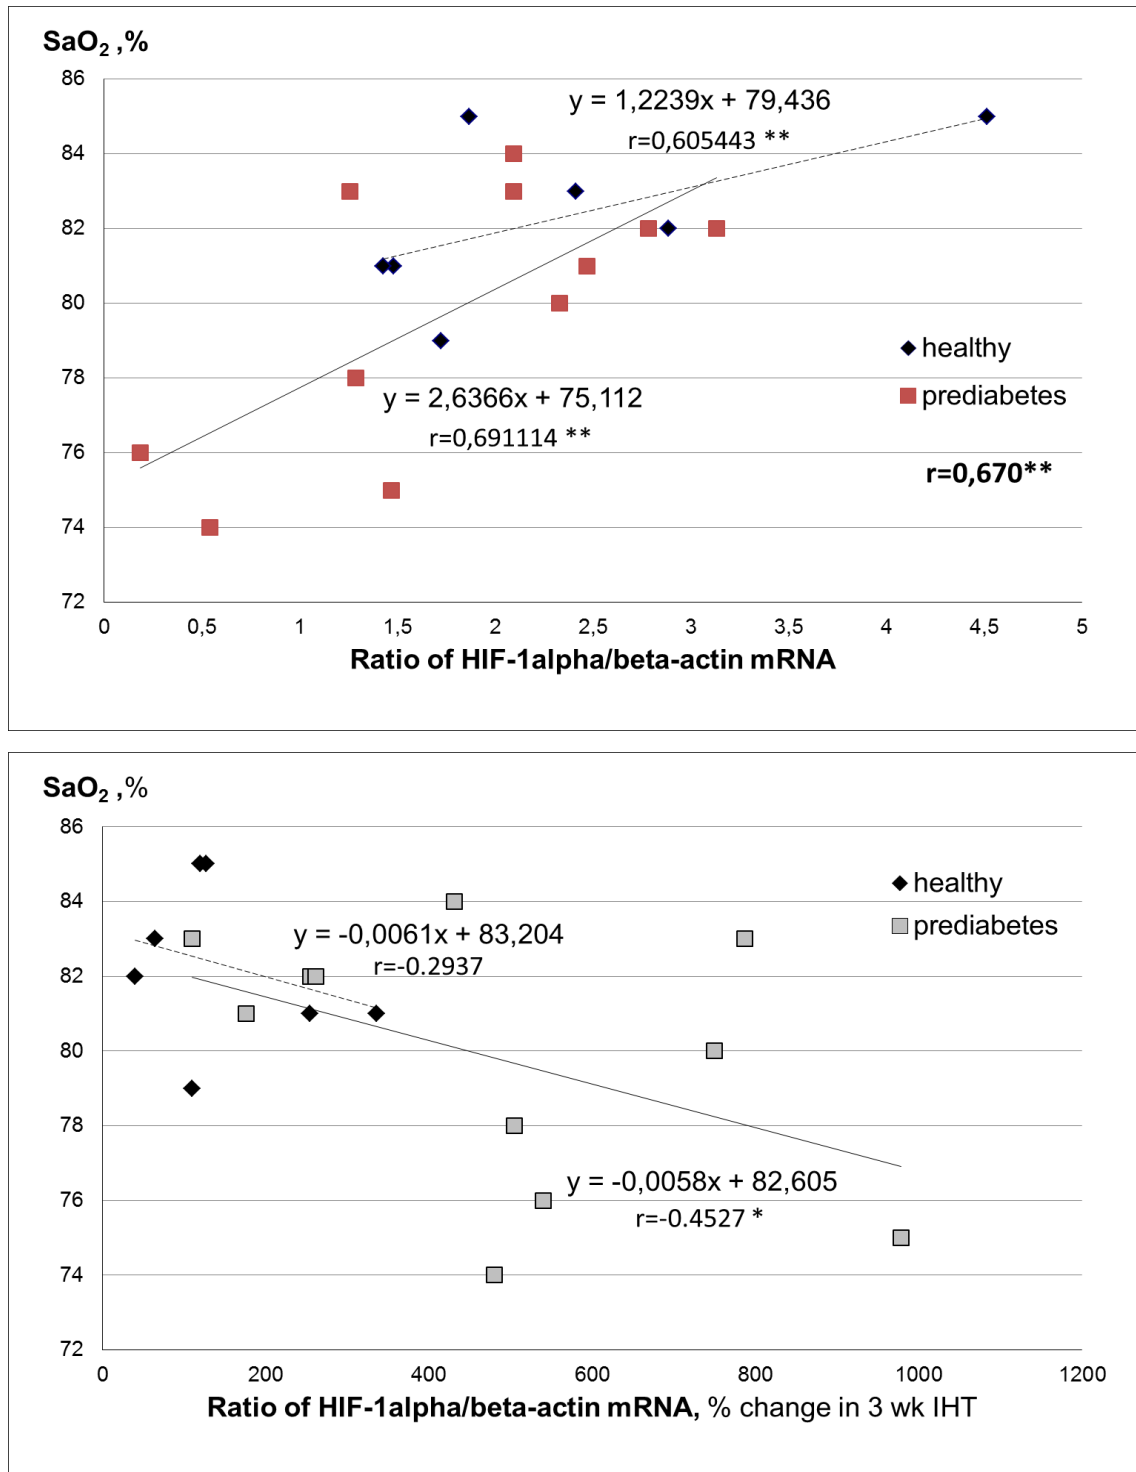 SaO2 ,%
86
y = 1,2239x + 79,436
r=0,605443 **
84
82
80
healthy
78
y = 2,6366x + 75,112
prediabetes
r=0,691114 **
76
r=0,670**
74
72
0 0,5 1 1,5 2 2,5 3 3,5 4 4,5 5
Ratio of HIF-1alpha/beta-actin mRNA
SaO2 ,%
86
healthy
84
prediabetes
y = -0,0061x + 83,204
r=-0.2937
82
80
78
76
y = -0,0058x + 82,605
r=-0.4527 *
74
72
0 200 400 600 800 1000 1200
Ratio of HIF-1alpha/beta-actin mRNA, % change in 3 wk IHT